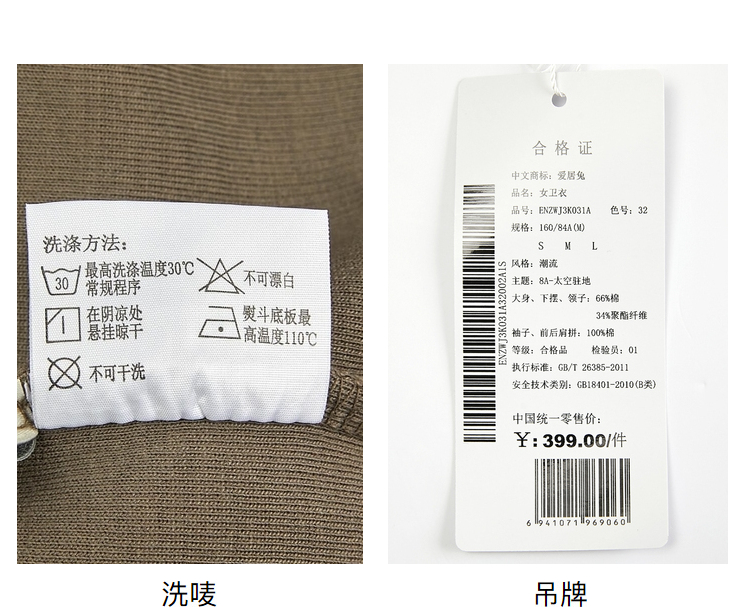 洗涤方法:
30
最高洗涤温度30℃
常规程序
不可漂白
在阴凉处
悬挂晾干
熨斗底板最
高温度110℃
不可干洗
洗唛
合格证
中文商标: 爱居兔
品名: 女卫衣
品号: ENZWJ3K031A 色号: 32
规格: 160/84A(M)
S M L
风格: 潮流
主题: 8A-太空驻地
大身、下摆、领子: 66%棉
34%聚酯纤维
袖子、前后肩拼: 100%棉
等级: 合格品 检验员: 01
执行标准: GB/T 26385-2011
安全技术类别: GB18401-2010(B类)
ENZWJ3K031A32002A1S
中国统一零售价:
¥: 399.00/件
6 941071 969060
吊牌